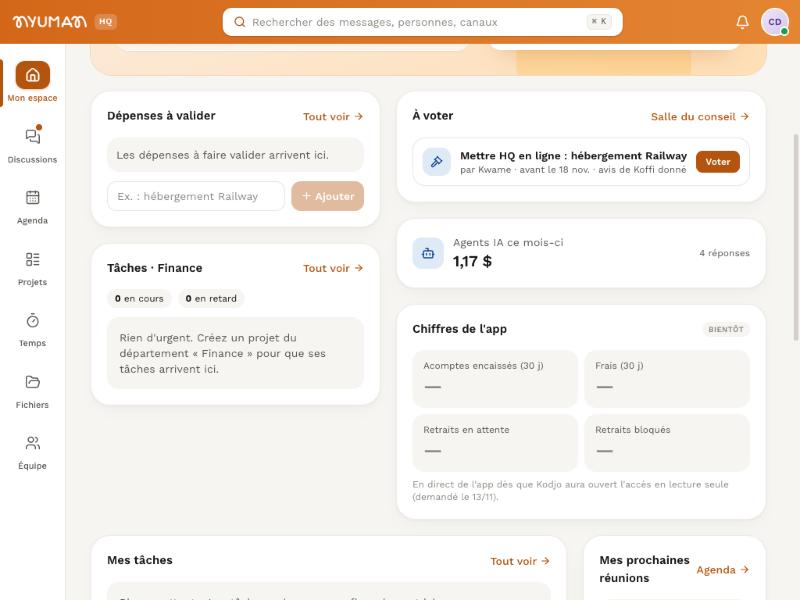 NYUMAN HQ
Rechercher des messages, personnes, canaux
⌘ K
CD
Mon espace
Discussions
Agenda
Projets
Temps
Fichiers
Équipe
Dépenses à valider
Tout voir →
Les dépenses à faire valider arrivent ici.
Ex. : hébergement Railway
+ Ajouter
Tâches · Finance
Tout voir →
0 en cours
0 en retard
Rien d'urgent. Créez un projet du
département « Finance » pour que ses
tâches arrivent ici.
À voter
Salle du conseil →
Mettre HQ en ligne : hébergement Railway
par Kwame · avant le 18 nov. · avis de Koffi donné
Voter
Agents IA ce mois-ci
1,17 $
4 réponses
Chiffres de l'app
BIENTÔT
Acomptes encaissés (30 j)
—
Frais (30 j)
—
Retraits en attente
—
Retraits bloqués
—
En direct de l'app dès que Kodjo aura ouvert l'accès en lecture seule
(demandé le 13/11).
Mes tâches
Tout voir →
Mes prochaines
réunions
Agenda →